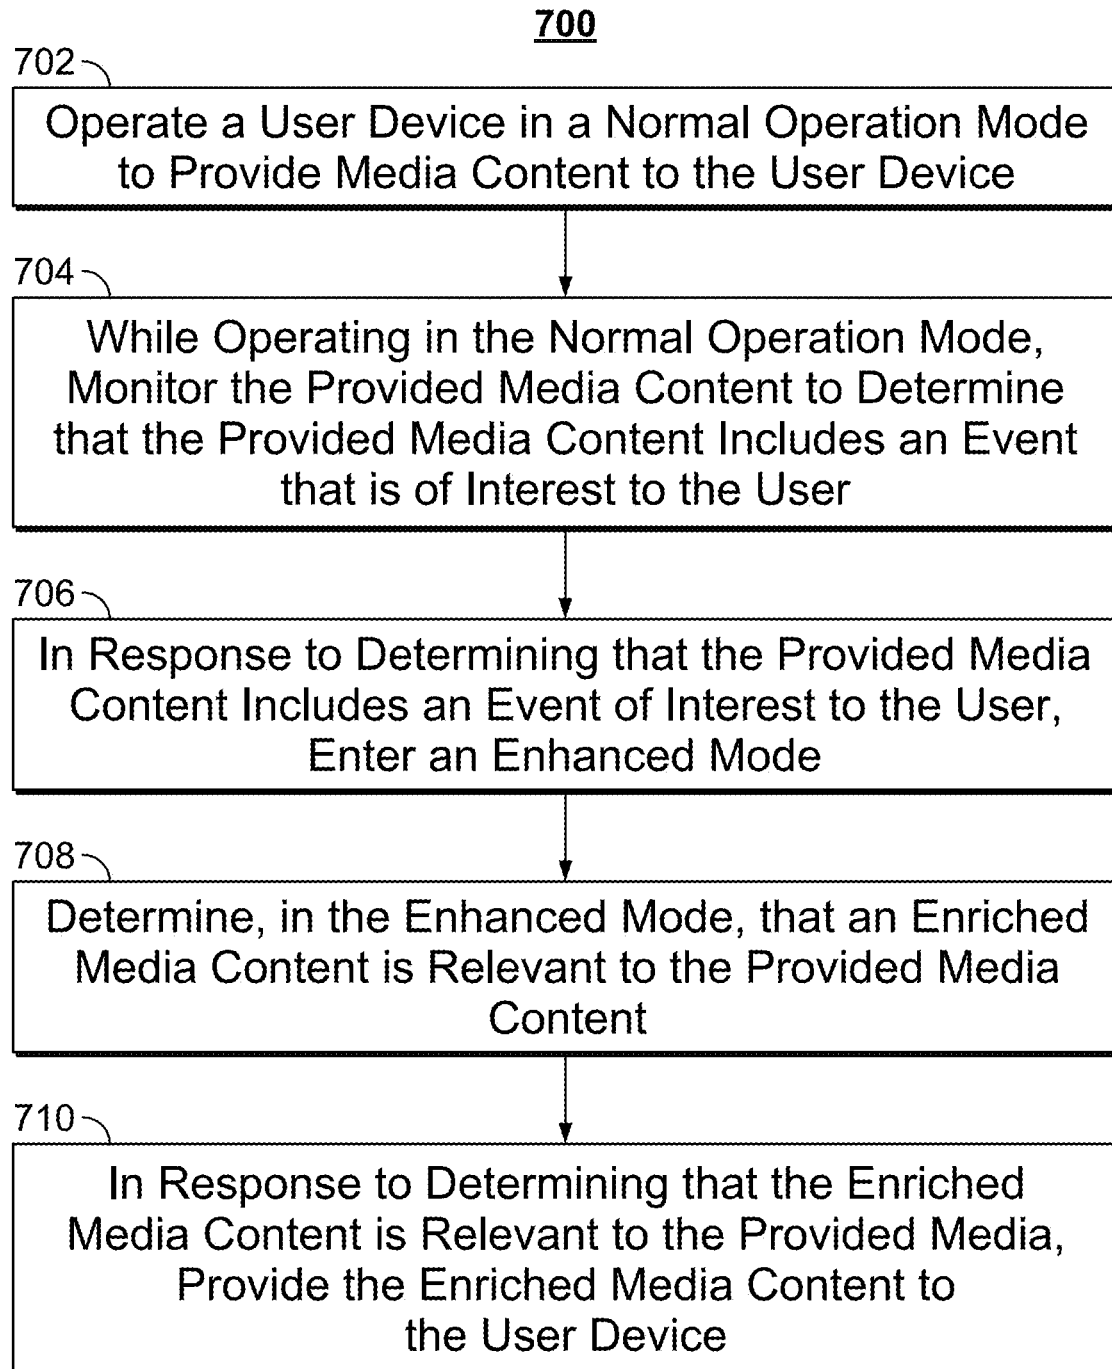 700
702
Operate a User Device in a Normal Operation Mode
to Provide Media Content to the User Device
704
While Operating in the Normal Operation Mode,
Monitor the Provided Media Content to Determine
that the Provided Media Content Includes an Event
that is of Interest to the User
706
In Response to Determining that the Provided Media
Content Includes an Event of Interest to the User,
Enter an Enhanced Mode
708
Determine, in the Enhanced Mode, that an Enriched
Media Content is Relevant to the Provided Media
Content
710
In Response to Determining that the Enriched
Media Content is Relevant to the Provided Media,
Provide the Enriched Media Content to
the User Device